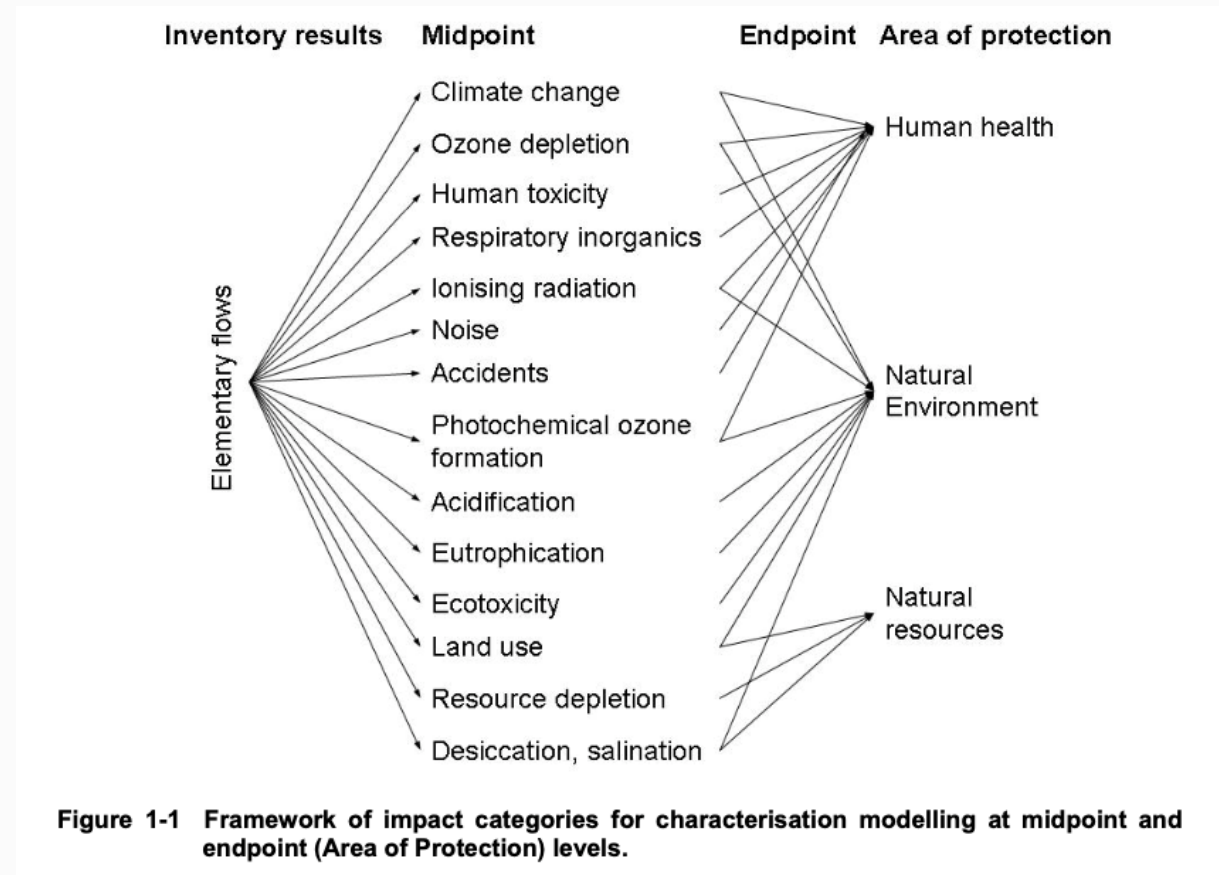 Inventory results Midpoint Endpoint Area of protection
Elementary flows
Climate change
Ozone depletion
Human toxicity
Respiratory inorganics
Ionising radiation
Noise
Accidents
Photochemical ozone
formation
Acidification
Eutrophication
Ecotoxicity
Land use
Resource depletion
Desiccation, salination
Human health
Natural
Environment
Natural
resources
Figure 1-1 Framework of impact categories for characterisation modelling at midpoint and
endpoint (Area of Protection) levels.